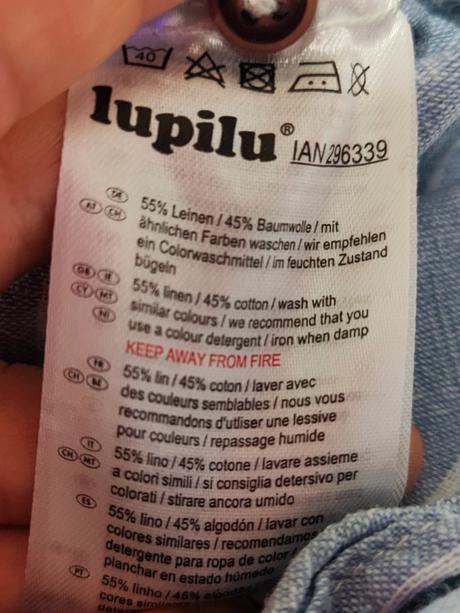 40
lupilu®
IAN 296339
DE AT CH
55% Leinen / 45% Baumwolle / mit
ähnlichen Farben waschen / wir empfehlen
ein Colorwaschmittel / im feuchten Zustand
bügeln
GB IE CY MT NI
55% linen / 45% cotton / wash with
similar colours / we recommend that you
use a colour detergent / iron when damp
KEEP AWAY FROM FIRE
FR CH BE
55% lin / 45% coton / laver avec
des couleurs semblables / nous vous
recommandons d'utiliser une lessive
pour couleurs / repassage humide
IT CH MT
55% lino / 45% cotone / lavare assieme
a colori simili / si consiglia detersivo per
colorati / stirare ancora umido
ES
55% lino / 45% algodón / lavar con
colores similares / recomendamos
detergente para ropa de color /
planchar en estado húmedo
PT
55% linho / 45%
cores